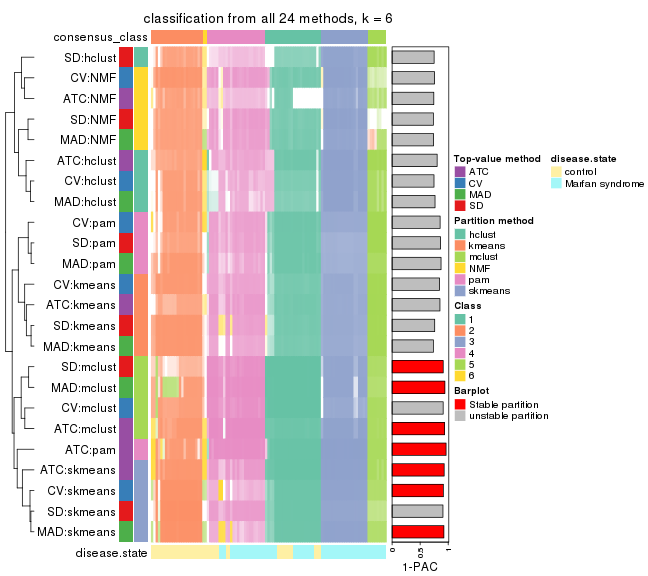 classification from all 24 methods, k = 6
consensus_class
SD:hclust
CV:NMF
ATC:NMF
SD:NMF
MAD:NMF
ATC:hclust
CV:hclust
MAD:hclust
CV:pam
SD:pam
MAD:pam
CV:kmeans
ATC:kmeans
SD:kmeans
MAD:kmeans
SD:mclust
MAD:mclust
CV:mclust
ATC:mclust
ATC:pam
ATC:skmeans
CV:skmeans
SD:skmeans
MAD:skmeans
disease.state
0 0.5 1
1-PAC
Top-value method
ATC
CV
MAD
SD
Partition method
hclust
kmeans
mclust
NMF
pam
skmeans
Class
1
2
3
4
5
6
Barplot
Stable partition
unstable partition
disease.state
control
Marfan syndrome